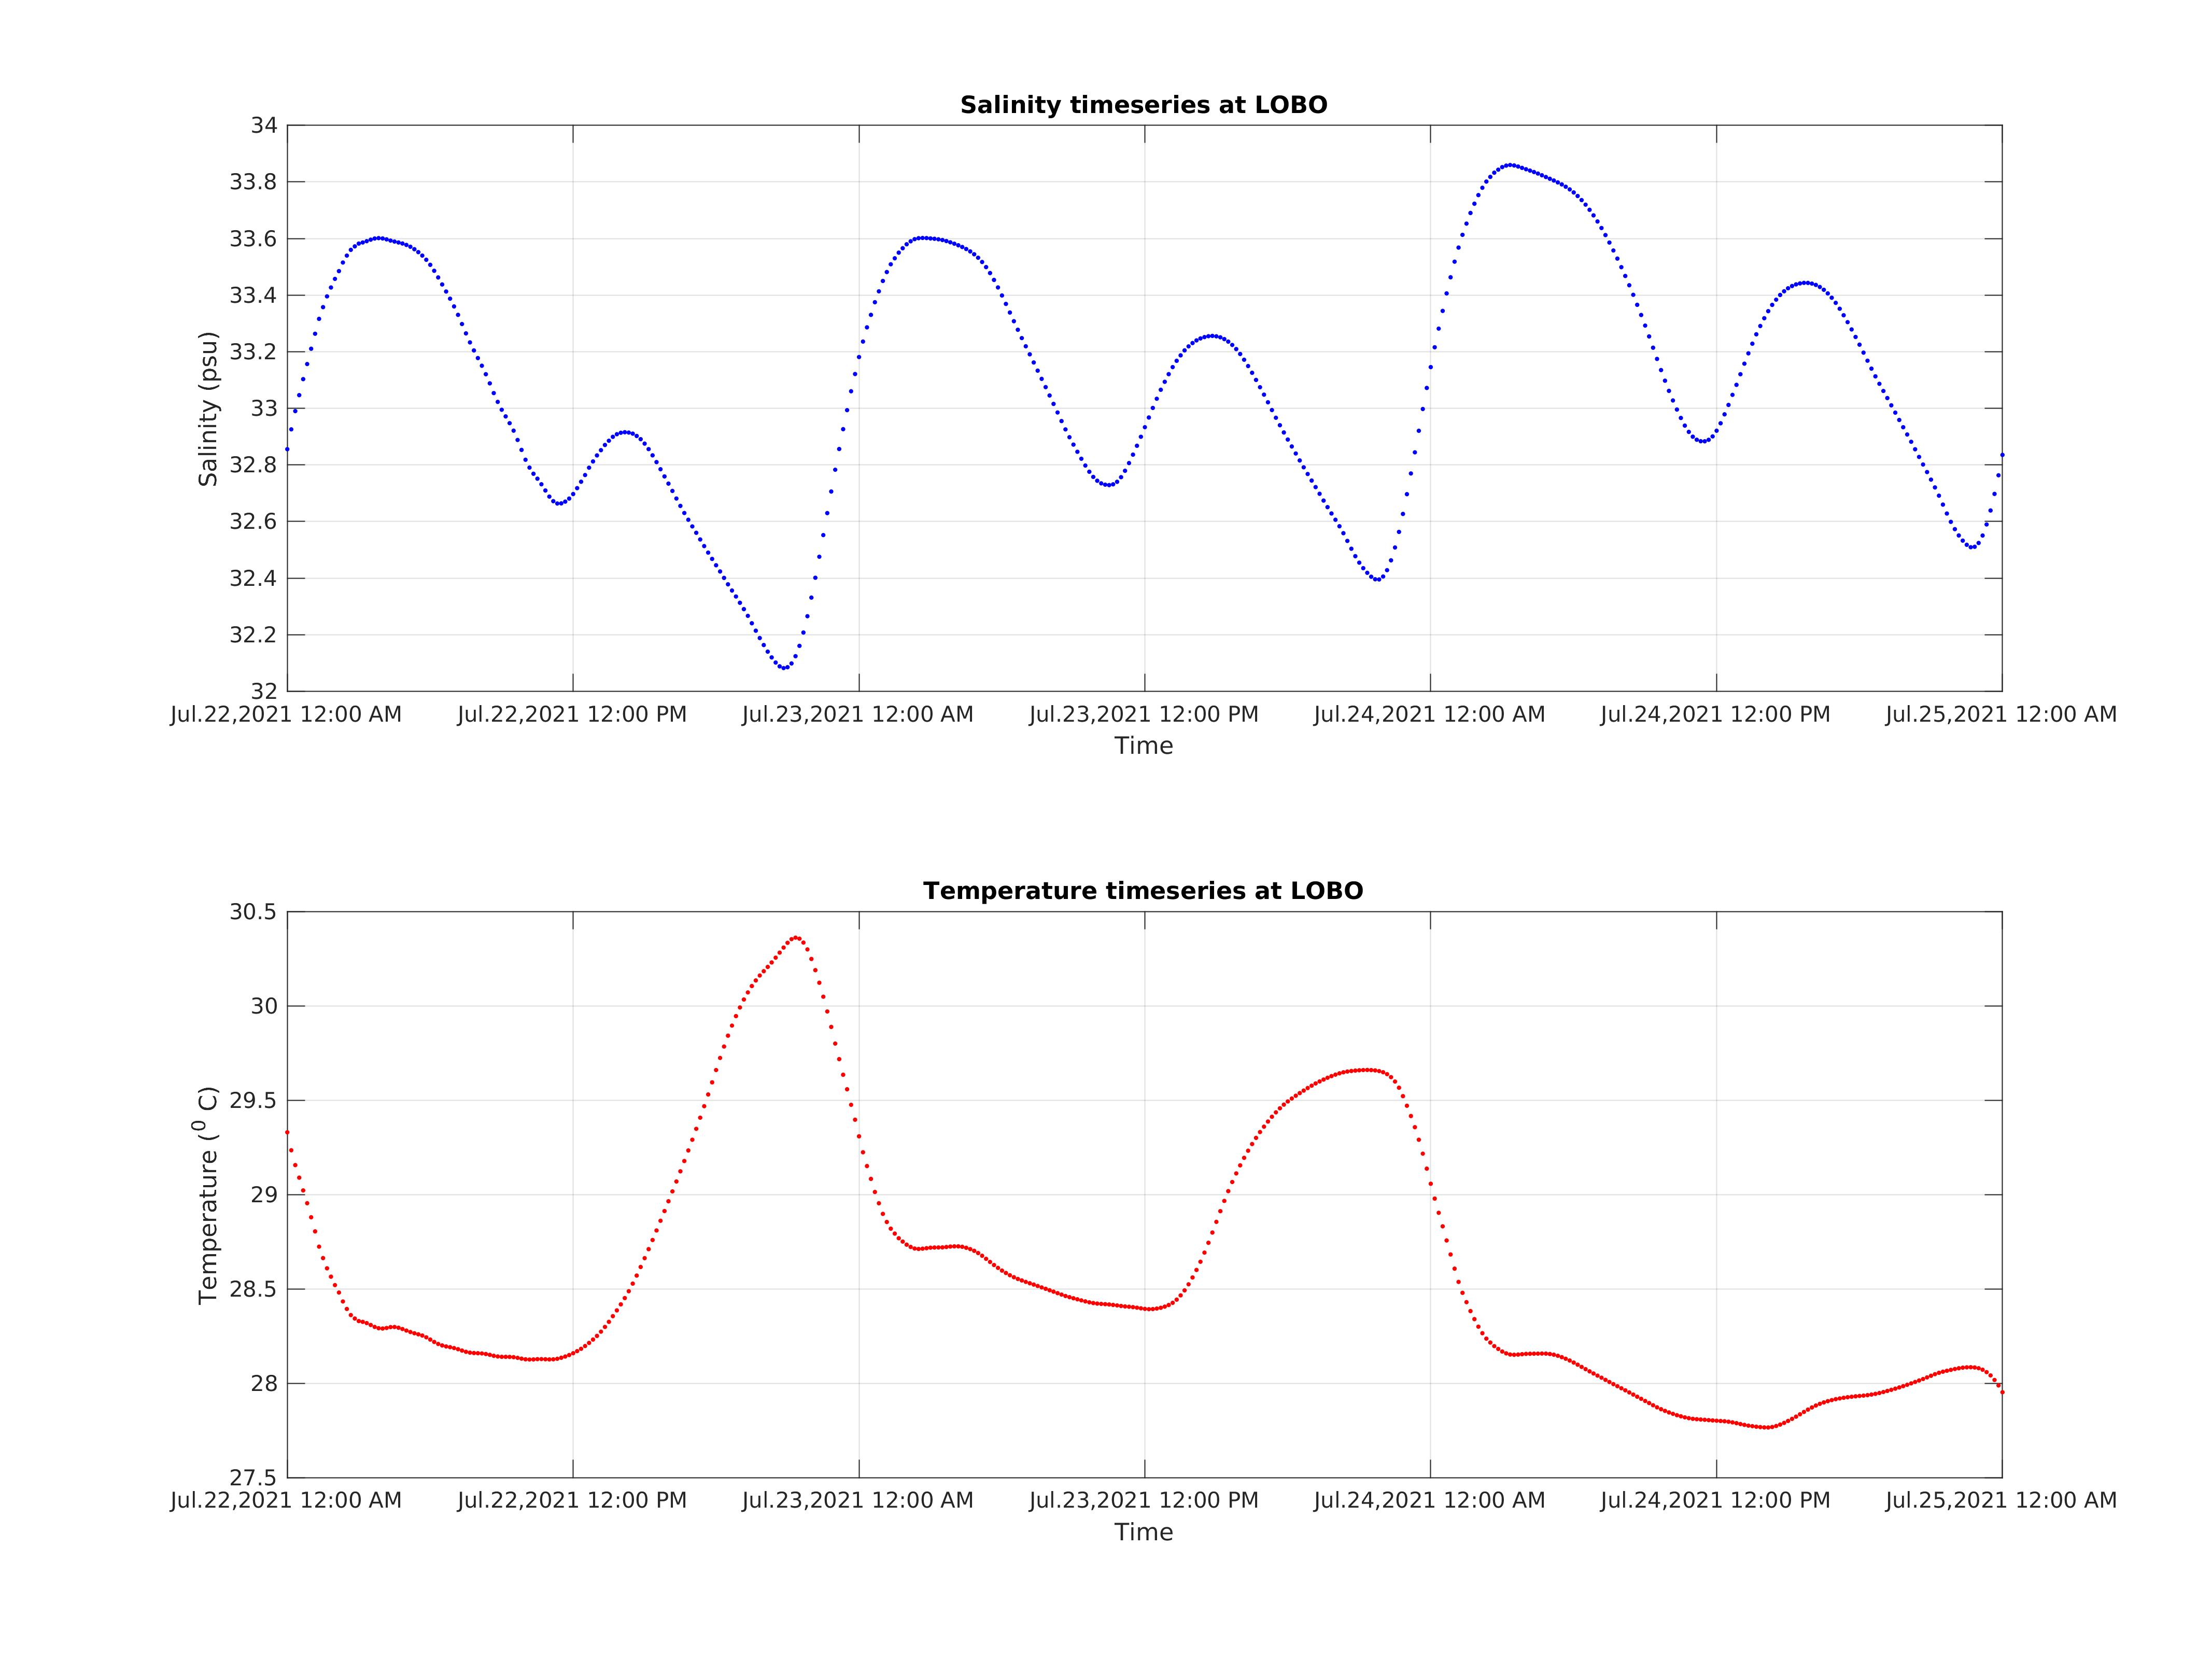 Salinity timeseries at LOBO
34
33.8
33.6
33.4
33.2
33
32.8
32.6
32.4
32.2
32
Salinity (psu)
Jul.22,2021 12:00 AM
Jul.22,2021 12:00 PM
Jul.23,2021 12:00 AM
Jul.23,2021 12:00 PM
Jul.24,2021 12:00 AM
Jul.24,2021 12:00 PM
Jul.25,2021 12:00 AM
Time
Temperature timeseries at LOBO
30.5
30
29.5
29
28.5
28
27.5
Temperature (⁰ C)
Jul.22,2021 12:00 AM
Jul.22,2021 12:00 PM
Jul.23,2021 12:00 AM
Jul.23,2021 12:00 PM
Jul.24,2021 12:00 AM
Jul.24,2021 12:00 PM
Jul.25,2021 12:00 AM
Time